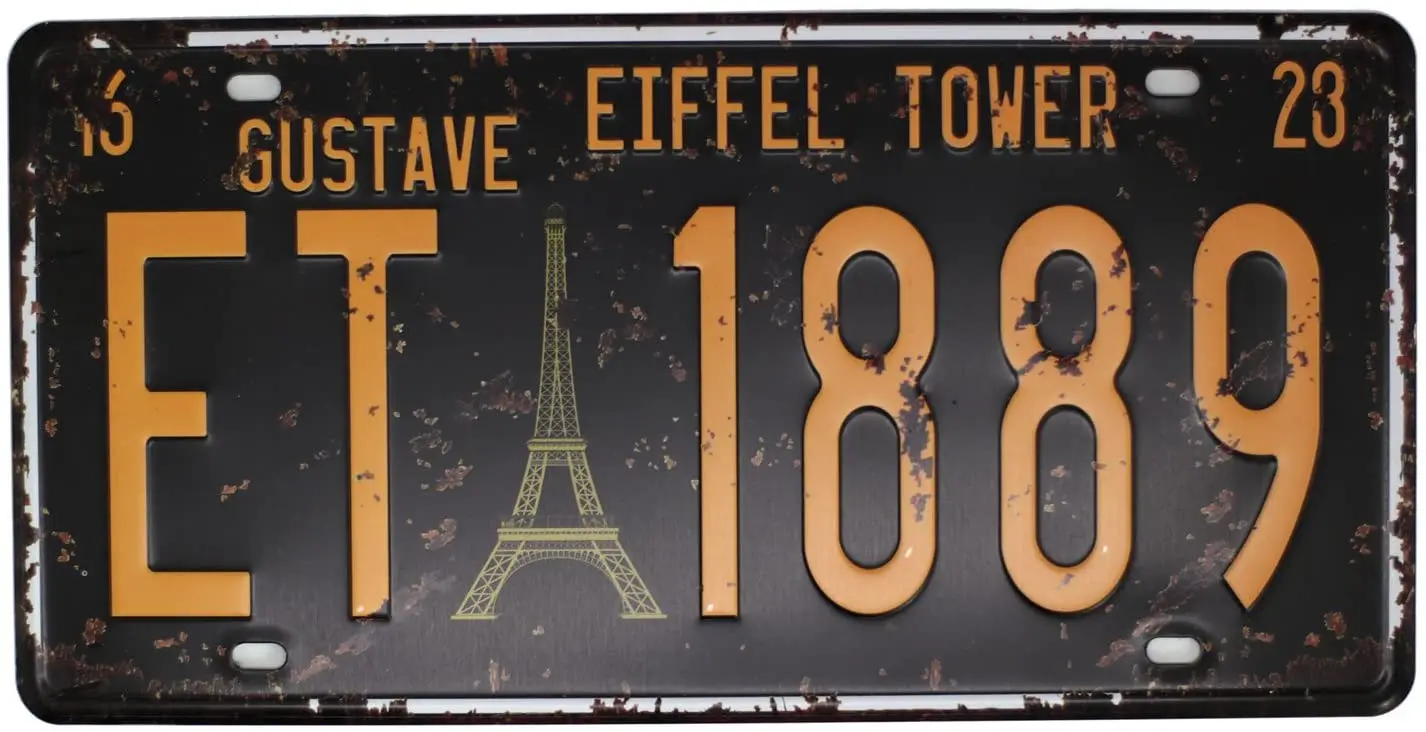 16 GUSTAVE EIFFEL TOWER 23
ET 1889